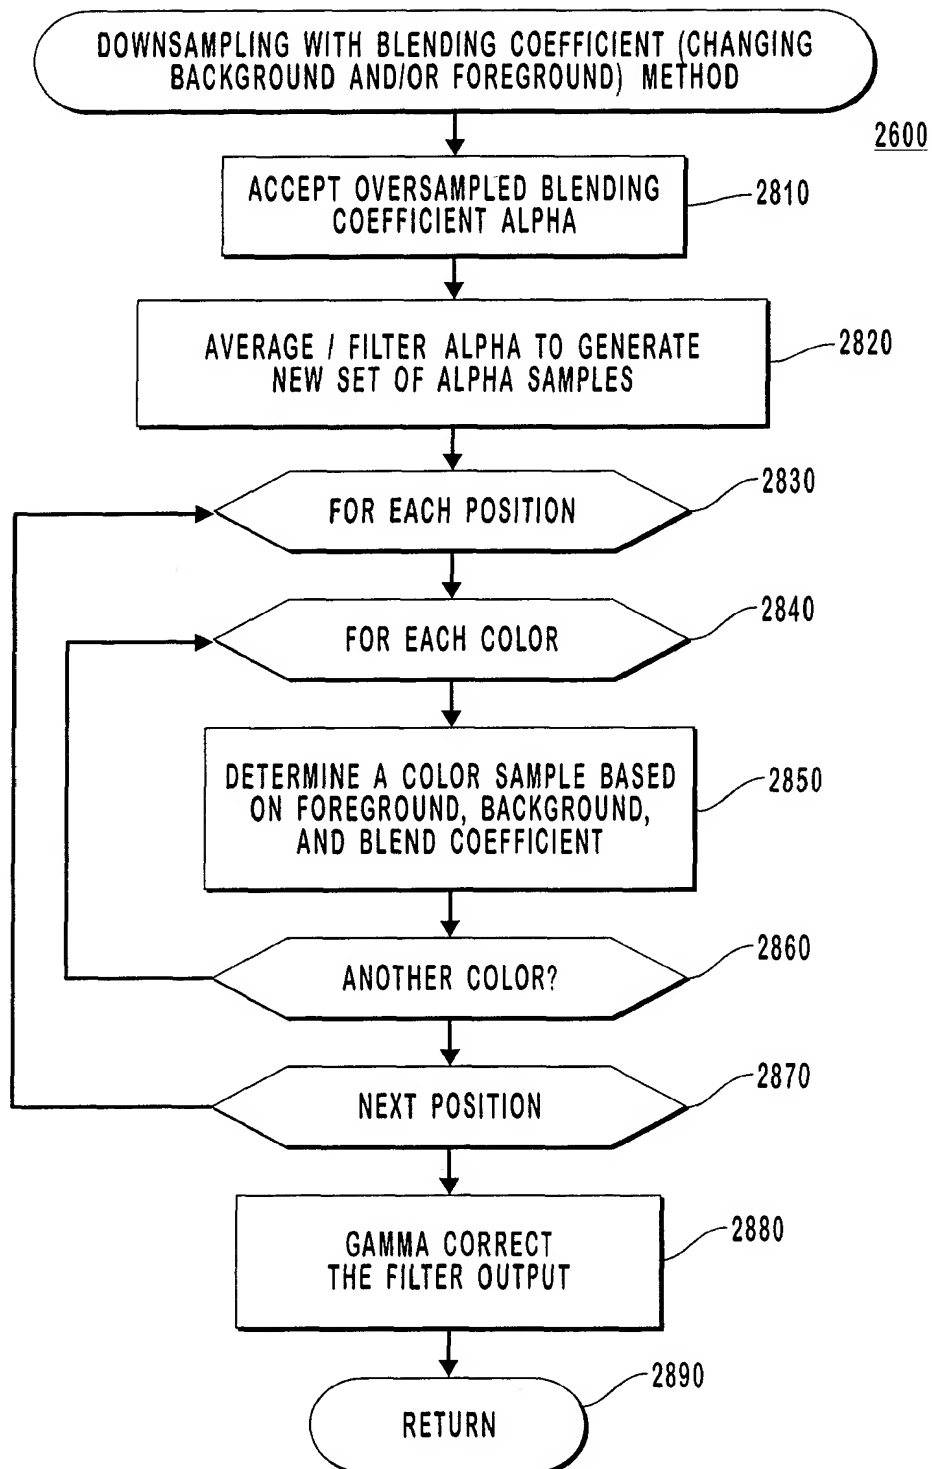 DOWNSAMPLING WITH BLENDING COEFFICIENT (CHANGING
BACKGROUND AND/OR FOREGROUND) METHOD
2600
ACCEPT OVERSAMPLED BLENDING
COEFFICIENT ALPHA
2810
AVERAGE / FILTER ALPHA TO GENERATE
NEW SET OF ALPHA SAMPLES
2820
FOR EACH POSITION
2830
FOR EACH COLOR
2840
DETERMINE A COLOR SAMPLE BASED
ON FOREGROUND, BACKGROUND,
AND BLEND COEFFICIENT
2850
ANOTHER COLOR?
2860
NEXT POSITION
2870
GAMMA CORRECT
THE FILTER OUTPUT
2880
RETURN
2890